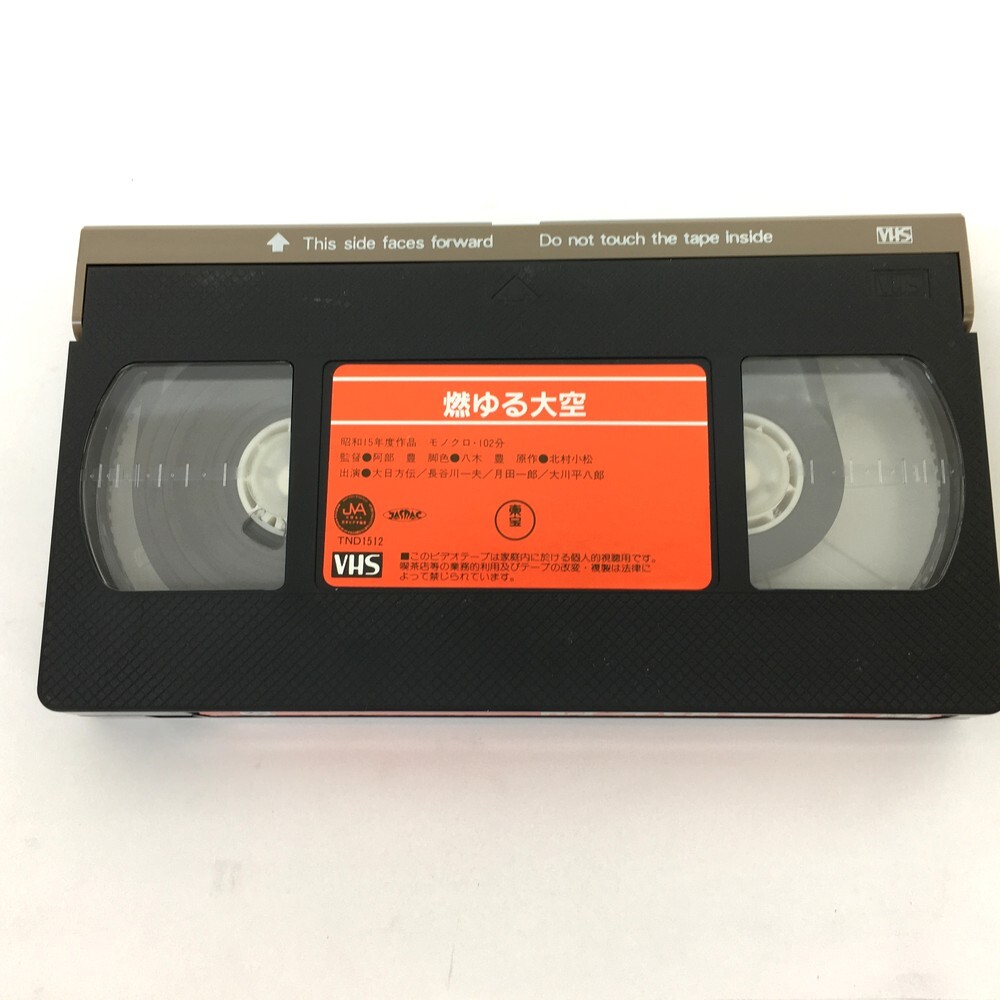 This side faces forward Do not touch the tape inside VHS
VHS
燃ゆる大空
昭和15年度作品 モノクロ・102分
監督●阿部 豊 脚色●八木 豊 原作●北村小松
出演●大日方伝／長谷川一夫／月田一郎／大川平八郎
JVA
JASRAC
東宝
TND1512
VHS
■このビデオテープは家庭内に於ける個人的視聴用です。
喫茶店等の業務的利用及びテープの改変・複製は法律に
よって禁じられています。